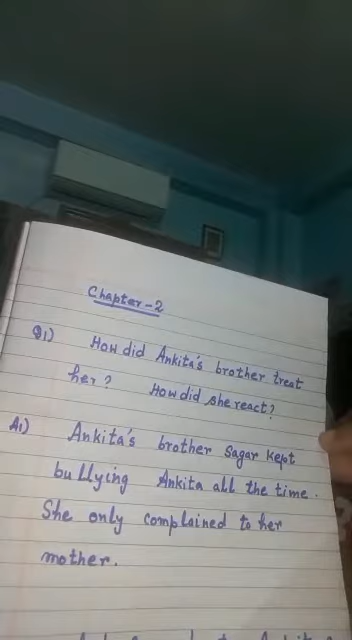 Chapter-2
Q1) How did Ankita's brother treat
her? How did she react?
A1) Ankita's brother Sagar kept
bullying Ankita all the time.
She only complained to her
mother.